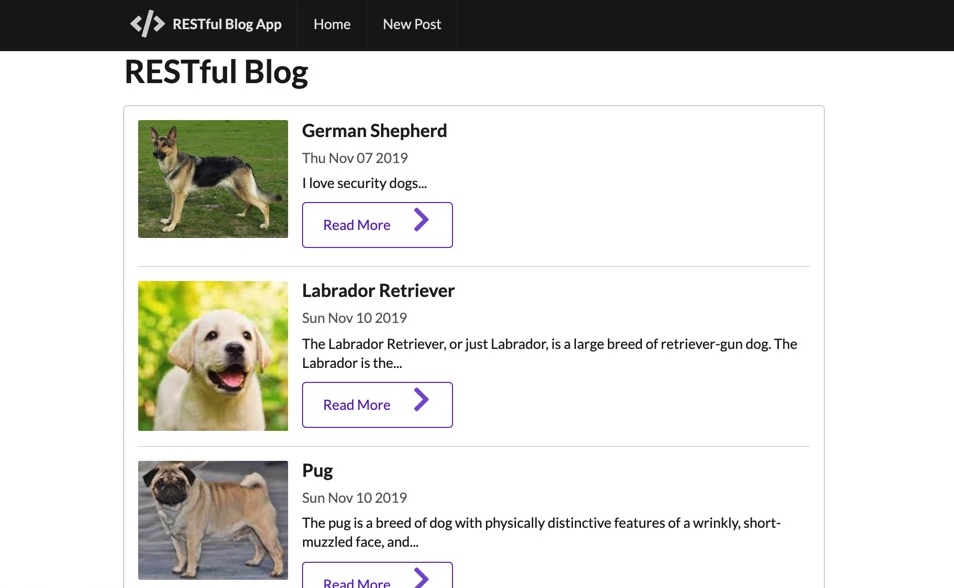 RESTful Blog App
Home
New Post
RESTful Blog
German Shepherd
Thu Nov 07 2019
I love security dogs...
Read More
Labrador Retriever
Sun Nov 10 2019
The Labrador Retriever, or just Labrador, is a large breed of retriever-gun dog. The
Labrador is the...
Read More
Pug
Sun Nov 10 2019
The pug is a breed of dog with physically distinctive features of a wrinkly, short-
muzzled face, and...
Read More